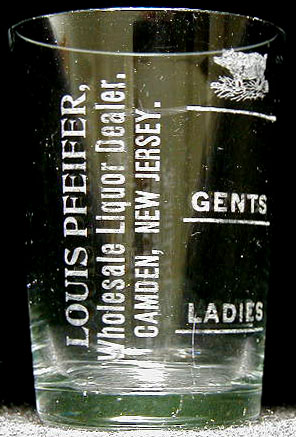 LOUIS PFEIFER,
Wholesale Liquor Dealer.
CAMDEN, NEW JERSEY.
GENTS
LADIES